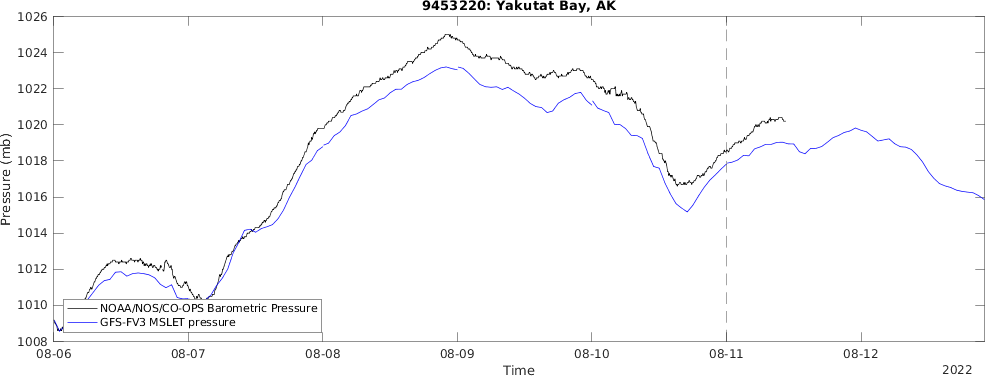 9453220: Yakutat Bay, AK
Pressure (mb)
1026
1024
1022
1020
1018
1016
1014
1012
1010
1008
NOAA/NOS/CO-OPS Barometric Pressure
GFS-FV3 MSLET pressure
08-06 08-07 08-08 08-09 08-10 08-11 08-12
Time
2022